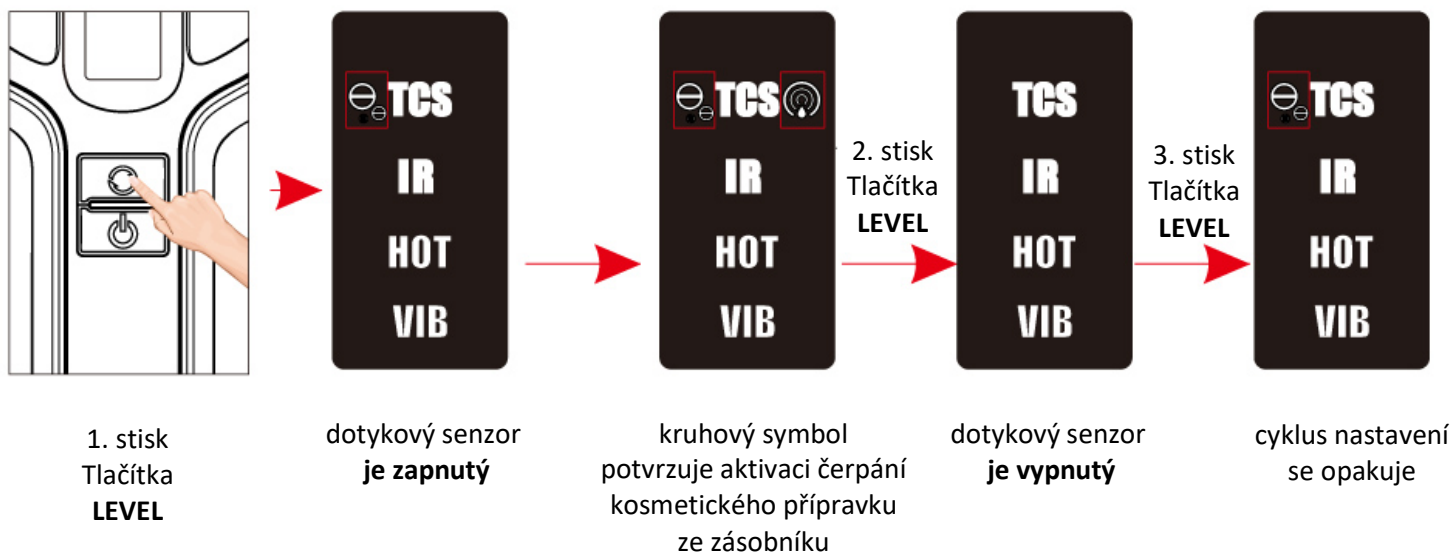 TCS
IR
HOT
VIB
TCS
IR
HOT
VIB
2. stisk
Tlačítka
LEVEL
TCS
IR
HOT
VIB
3. stisk
Tlačítka
LEVEL
TCS
IR
HOT
VIB
1. stisk
Tlačítka
LEVEL
dotykový senzor
je zapnutý
kruhový symbol
potvrzuje aktivaci čerpání
kosmetického přípravku
ze zásobníku
dotykový senzor
je vypnutý
cyklus nastavení
se opakuje